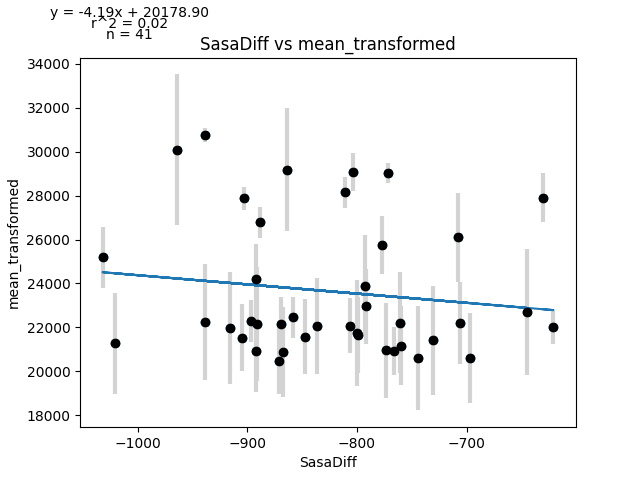 y = -4.19x + 20178.90
r^2 = 0.02
n = 41
SasaDiff vs mean_transformed
34000
32000
30000
28000
26000
24000
22000
20000
18000
mean_transformed
−1000
−900
−800
−700
SasaDiff